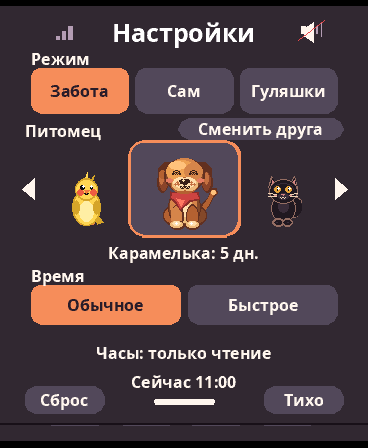 Настройки
Режим
Забота Сам Гуляшки
Питомец Сменить друга
Карамелька: 5 дн.
Время
Обычное Быстрое
Часы: только чтение
Сейчас 11:00
Сброс Тихо